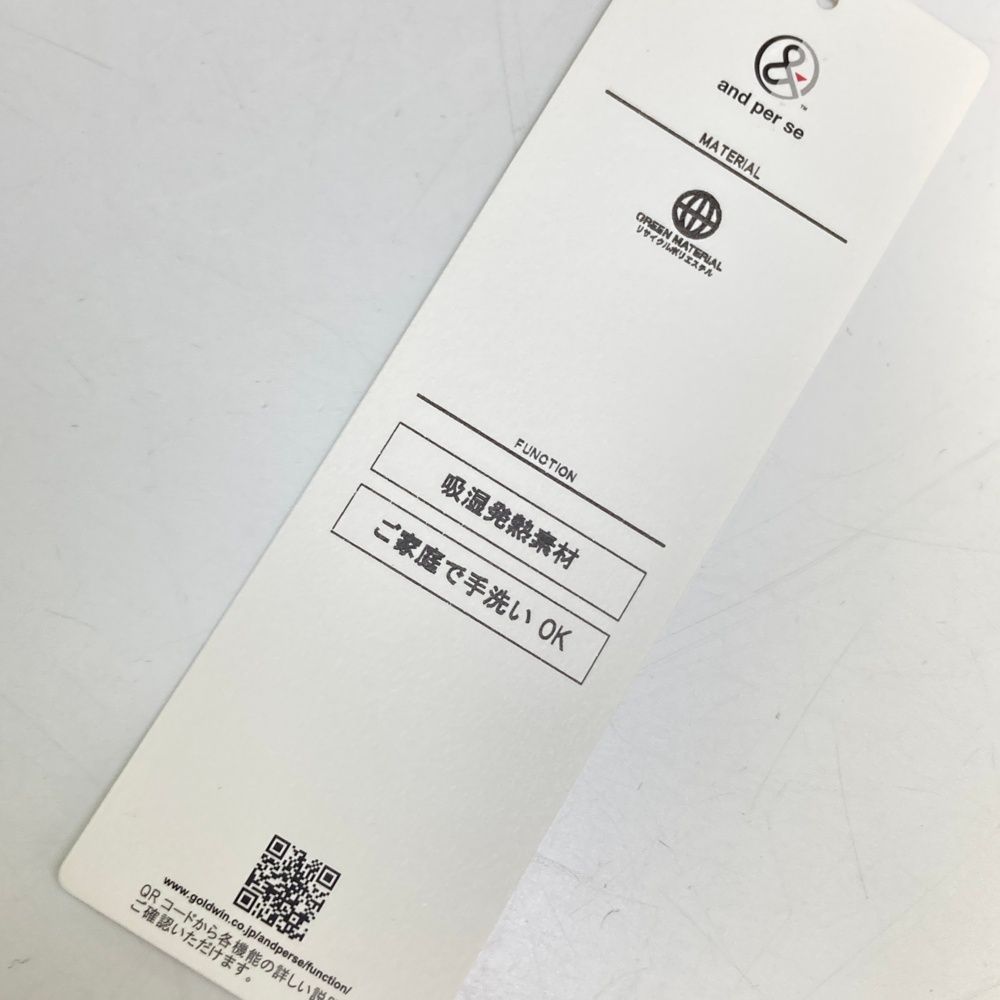 and per se
MATERIAL
GREEN MATERIAL
リサイクルポリエステル
FUNCTION
吸湿発熱素材
ご家庭で手洗い OK
www.goldwin.co.jp/andperse/function/
QRコードから各機能の詳しい説
ご確認いただけます。